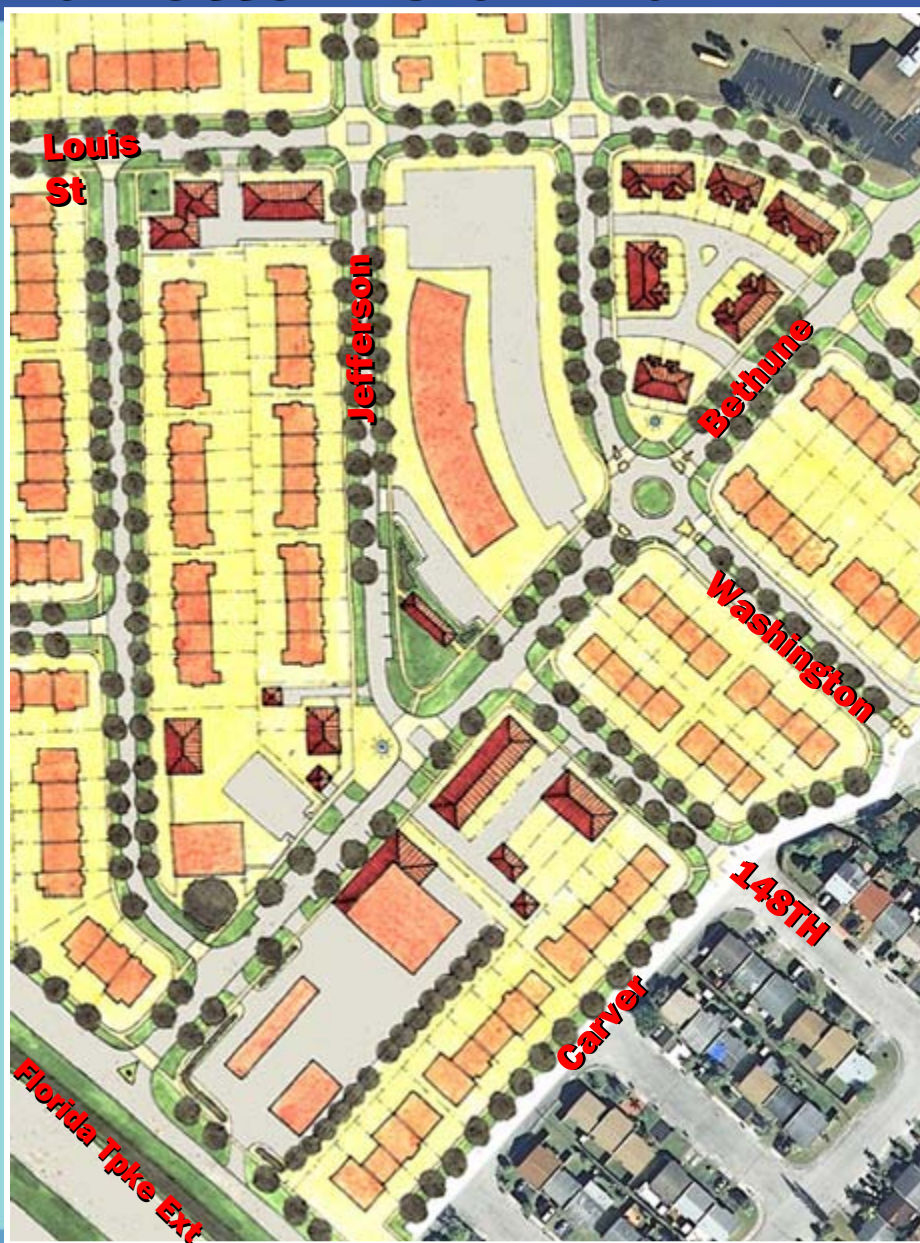 Louis
St
Jefferson
Bethune
Washington
148TH
Carver
Florida Tpke Ext